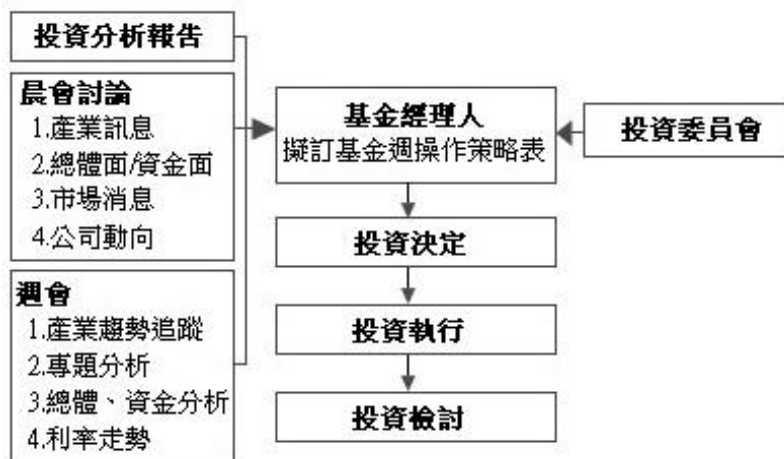 投資分析報告
晨會討論
1.產業訊息
2.總體面/資金面
3.市場消息
4.公司動向
週會
1.產業趨勢追蹤
2.專題分析
3.總體、資金分析
4.利率走勢
基金經理人
擬訂基金週操作策略表
投資委員會
投資決定
投資執行
投資檢討